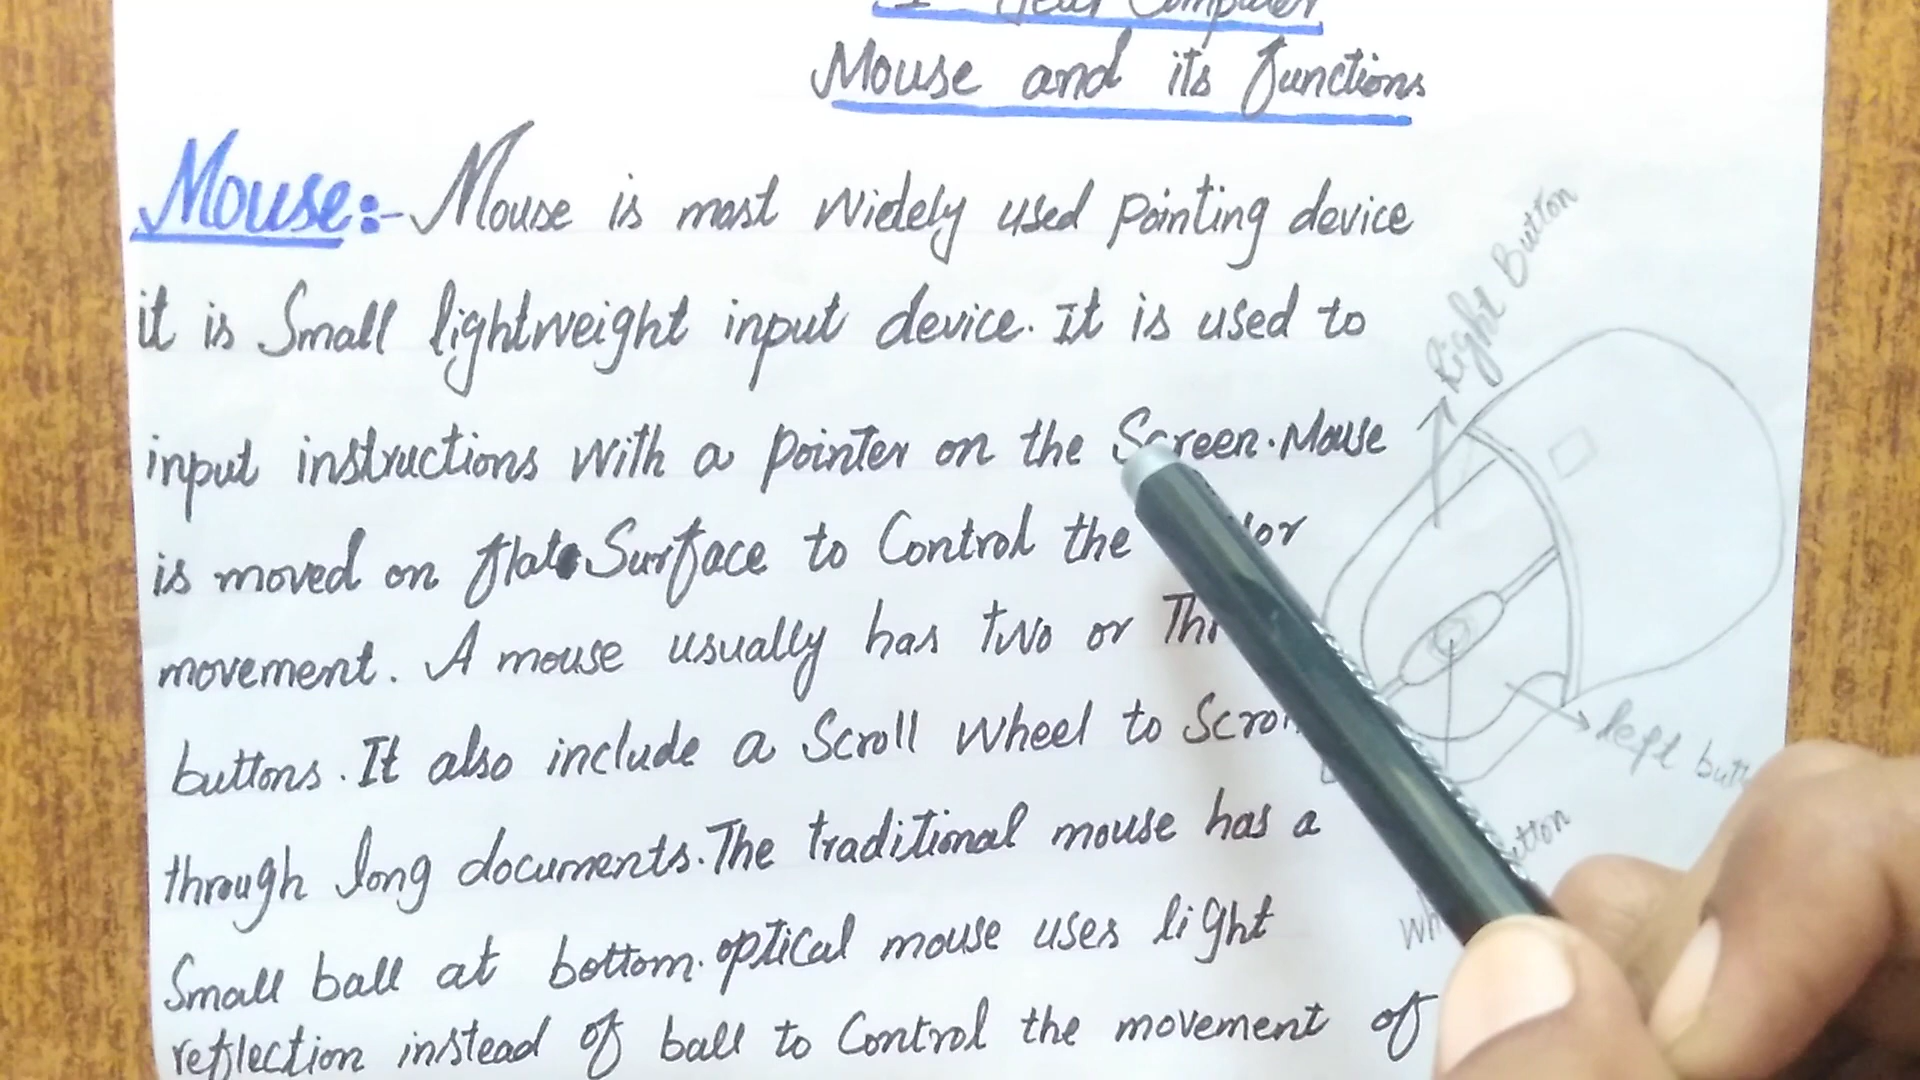 Computer
Mouse and its functions
Mouse:- Mouse is most widely used pointing device
it is Small lightweight input device. It is used to
input instructions with a pointer on the Screen. Mouse
is moved on flat Surface to Control the
movement. A mouse usually has two or
buttons. It also include a Scroll wheel to
through long documents. The traditional mouse has a
Small ball at bottom. optical mouse uses light
reflection instead of ball to Control the movement of
Right Button
left